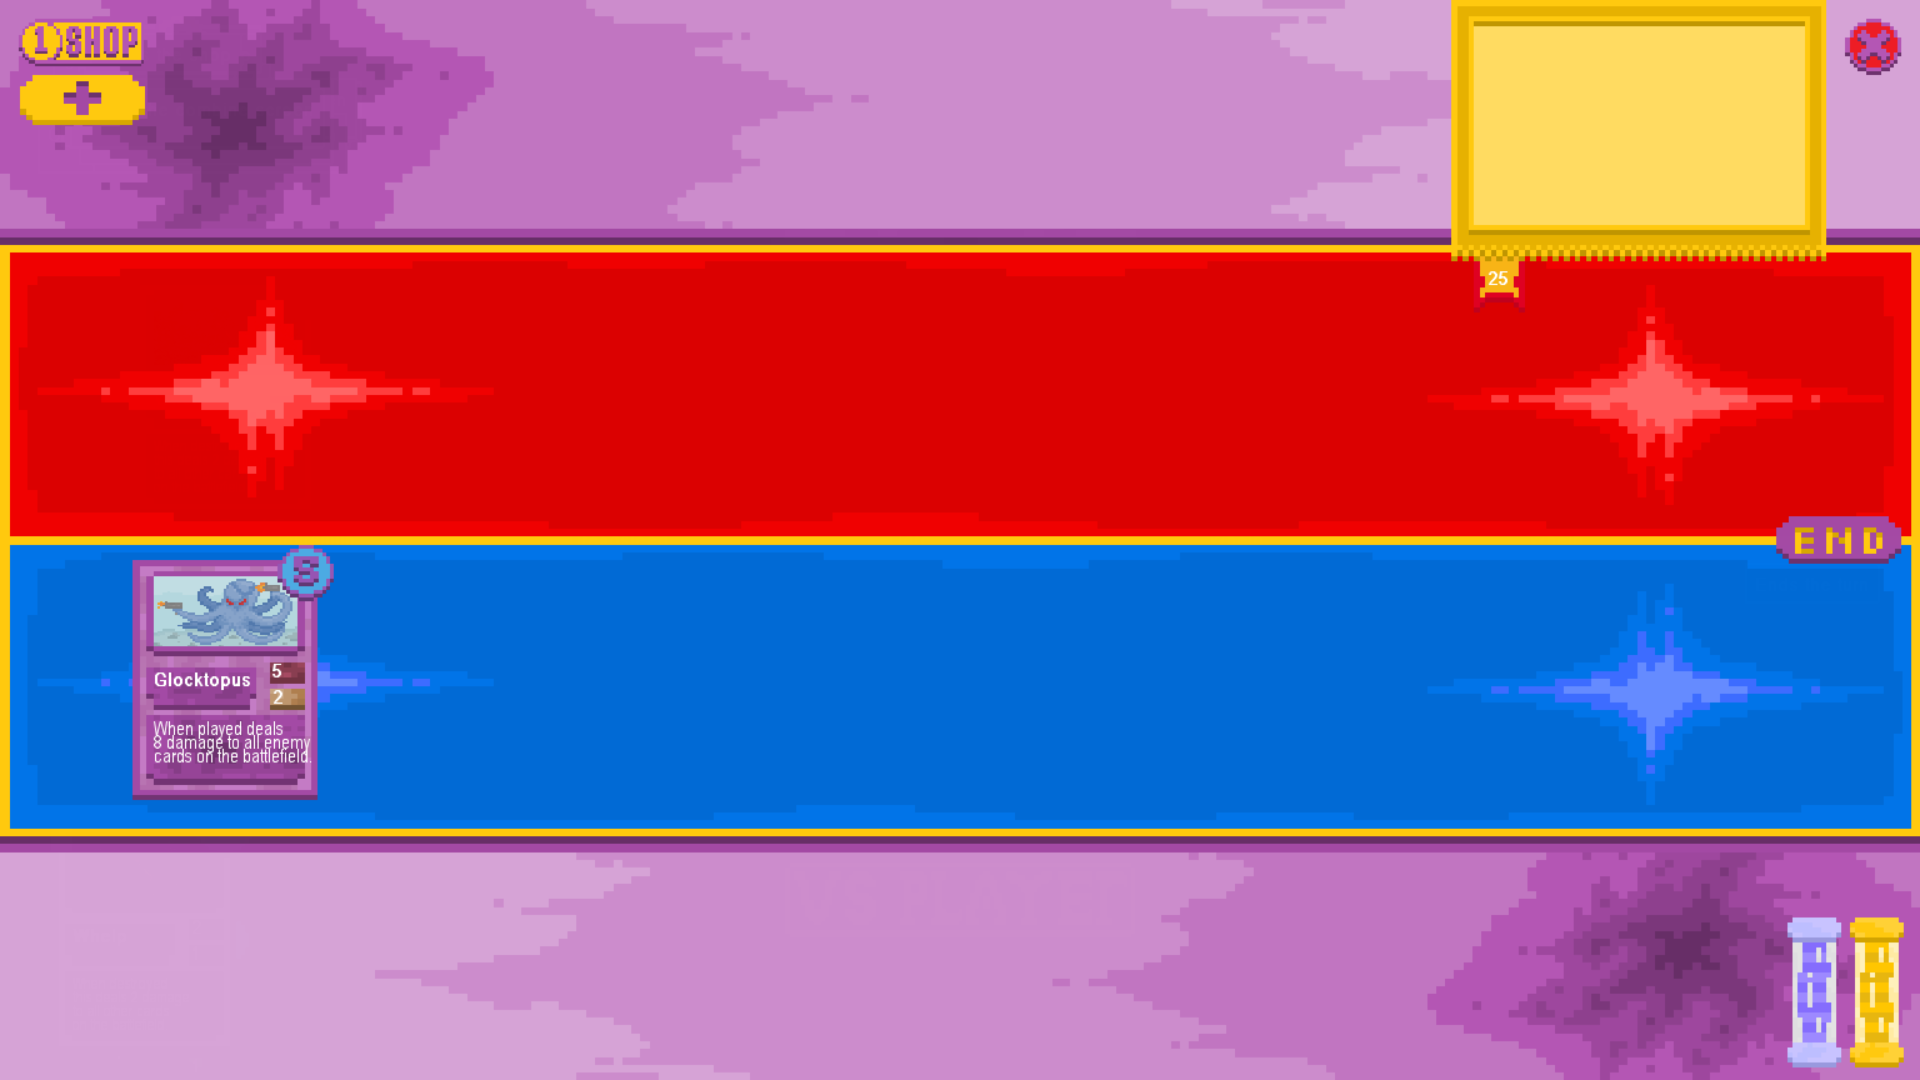 1 SHOP
25
END
8
Glocktopus
5
2
When played deals
8 damage to all enemy
cards on the battlefield.